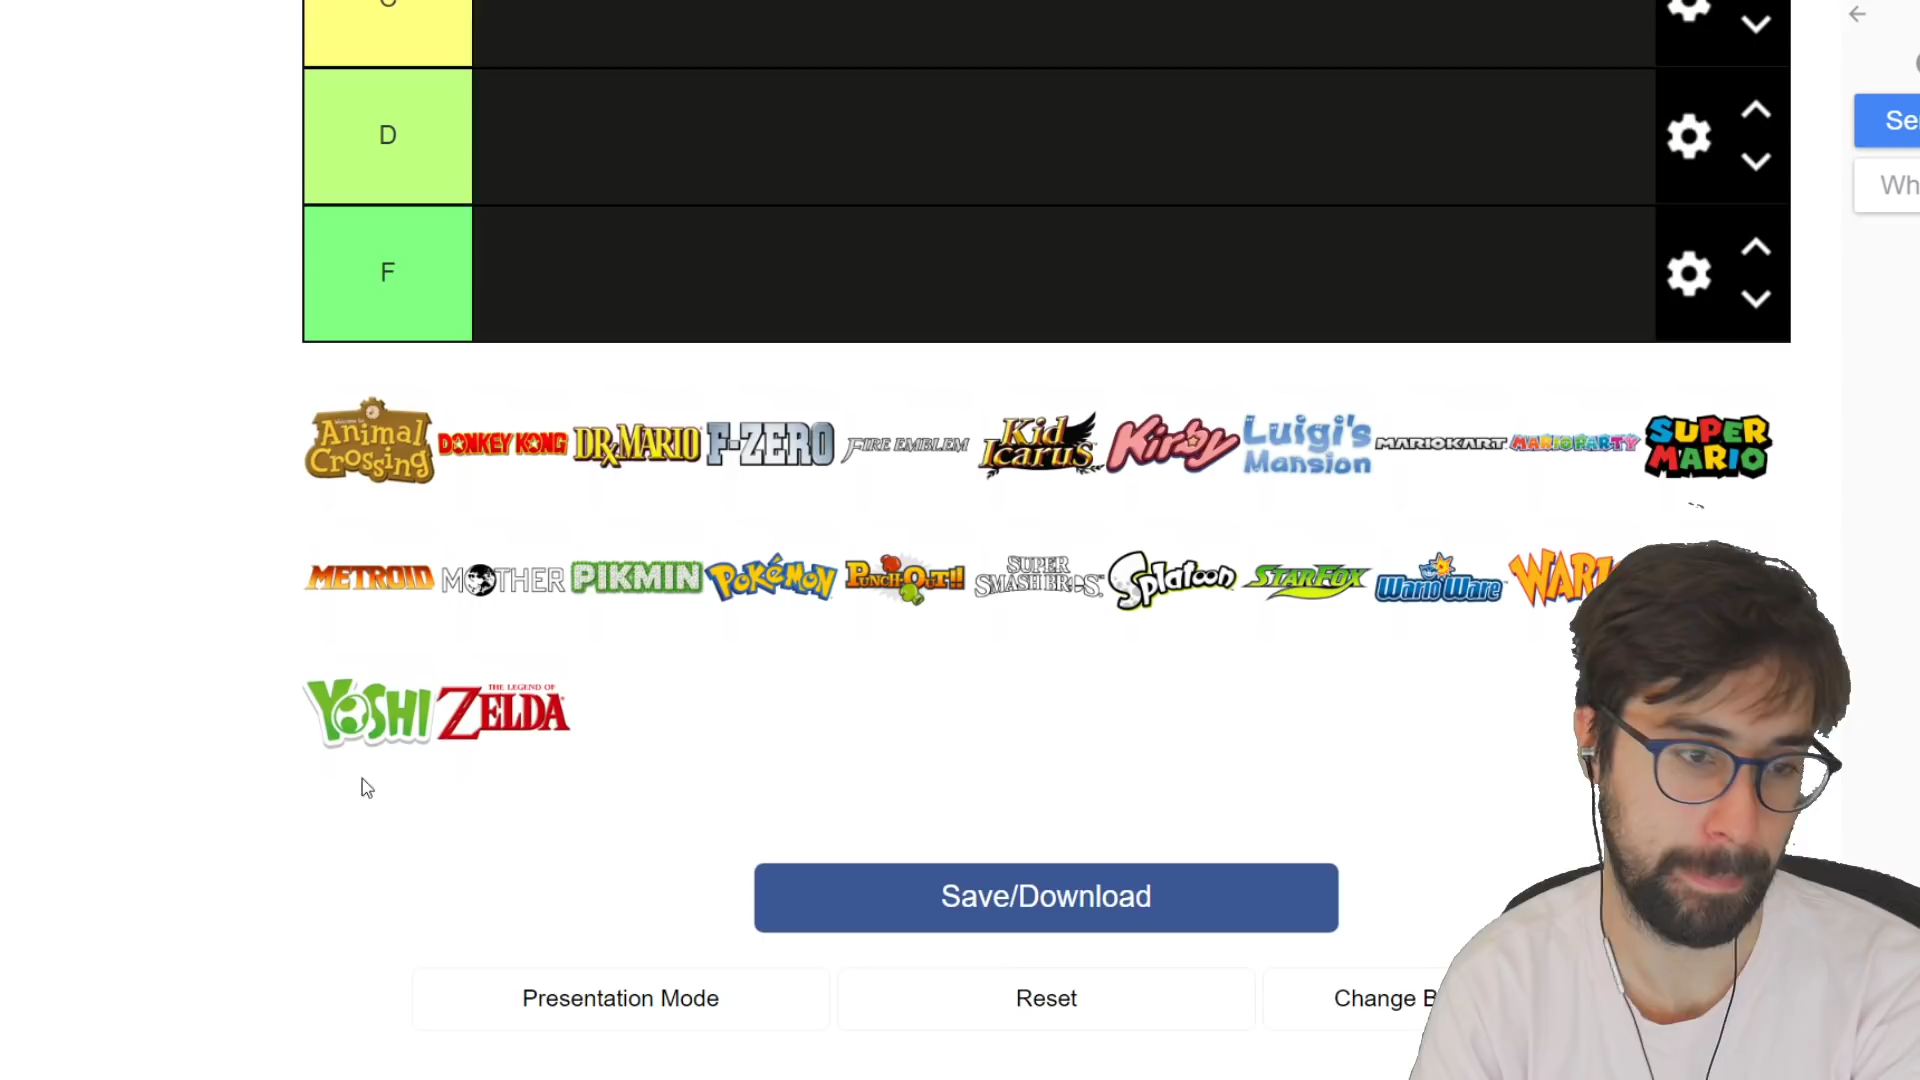 D
F
Animal Crossing DONKEY KONG DR. MARIO F-ZERO FIRE EMBLEM Kid Icarus Kirby Luigi's Mansion MARIOKART MARIO PARTY SUPER MARIO
METROID MOTHER PIKMIN POKéMON PUNCH-OUT!! SUPER SMASH BROS. Splatoon STARFOX WarioWare WARI
YOSHI THE LEGEND OF ZELDA
Save/Download
Presentation Mode Reset Change B
Se
Wh